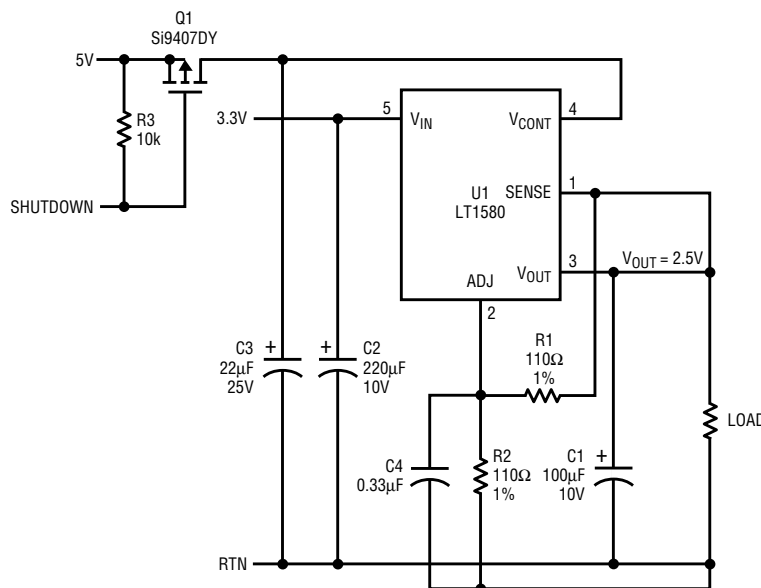 Q1
Si9407DY
5V
R3
10k
SHUTDOWN
3.3V
5
VIN
VCONT
4
U1
LT1580
SENSE
1
VOUT
3
VOUT = 2.5V
ADJ
2
C3
22µF
25V
+
C2
220µF
10V
+
R1
110Ω
1%
LOAD
C4
0.33µF
R2
110Ω
1%
C1
100µF
10V
+
RTN